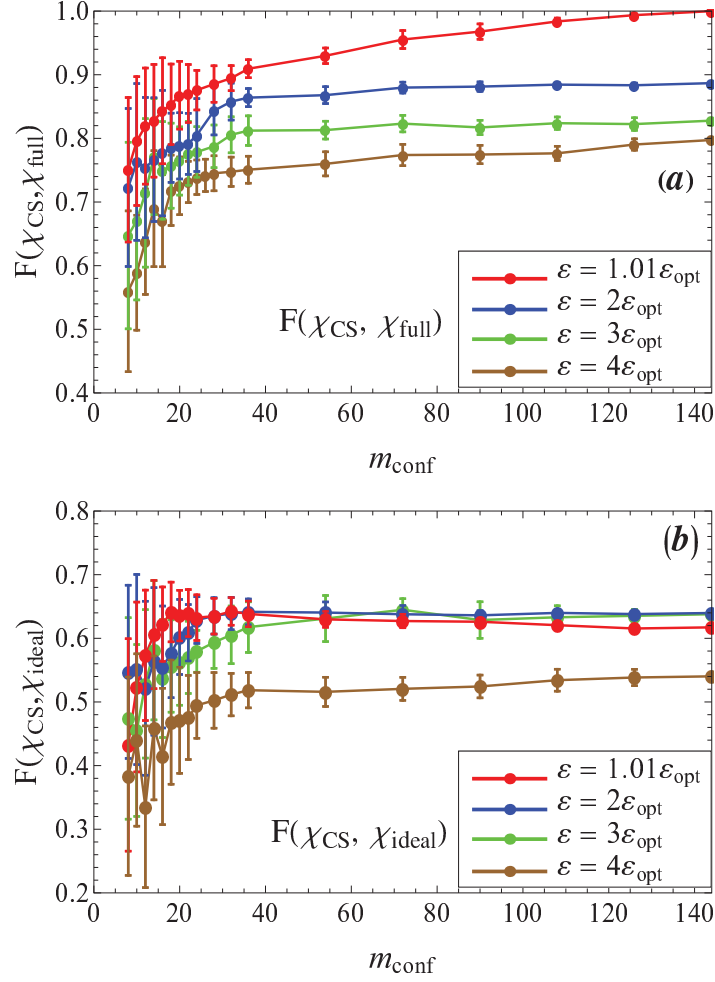 1.0
0.9
0.8
0.7
0.6
0.5
0.4
F(χCS,χfull)
(a)
ε = 1.01εopt
ε = 2εopt
ε = 3εopt
ε = 4εopt
F(χCS, χfull)
0 20 40 60 80 100 120 140
mconf
0.8
0.7
0.6
0.5
0.4
0.3
0.2
F(χCS,χideal)
(b)
ε = 1.01εopt
ε = 2εopt
ε = 3εopt
ε = 4εopt
F(χCS, χideal)
0 20 40 60 80 100 120 140
mconf